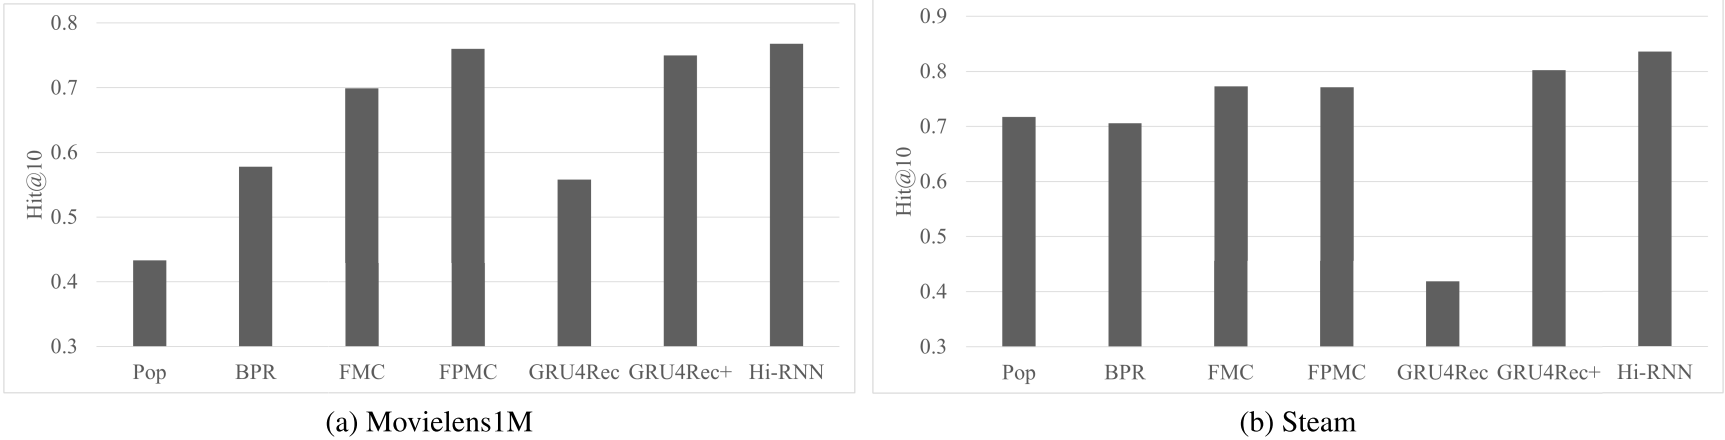 0.8
0.7
0.6
0.5
0.4
0.3
Hit@10
Pop BPR FMC FPMC GRU4Rec GRU4Rec+ Hi-RNN
(a) Movielens1M
0.9
0.8
0.7
0.6
0.5
0.4
0.3
Hit@10
Pop BPR FMC FPMC GRU4Rec GRU4Rec+ Hi-RNN
(b) Steam